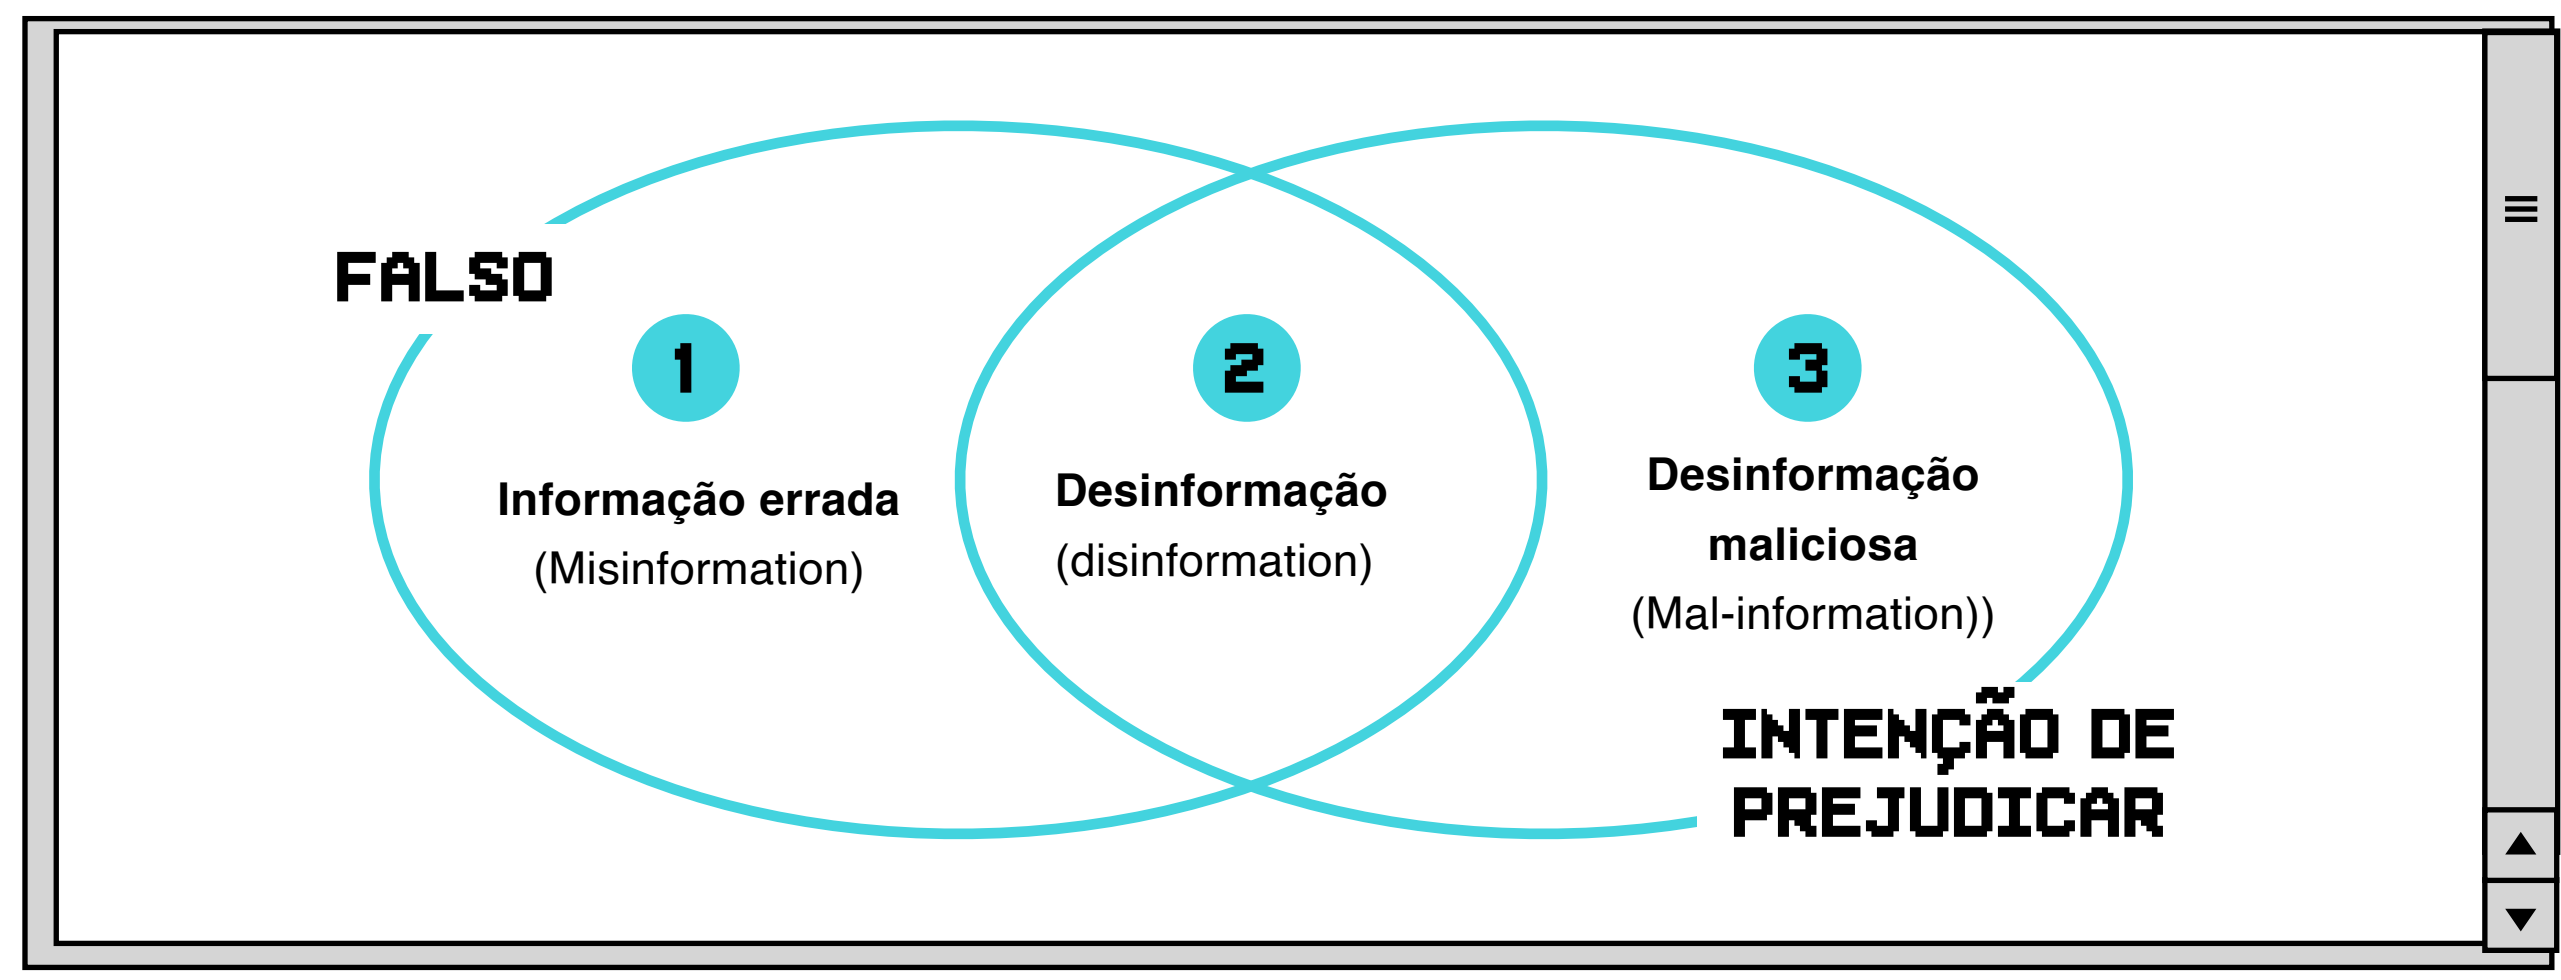 FALSO
1
Informação errada
(Misinformation)
2
Desinformação
(disinformation)
3
Desinformação
maliciosa
(Mal-information))
INTENÇÃO DE
PREJUDICAR